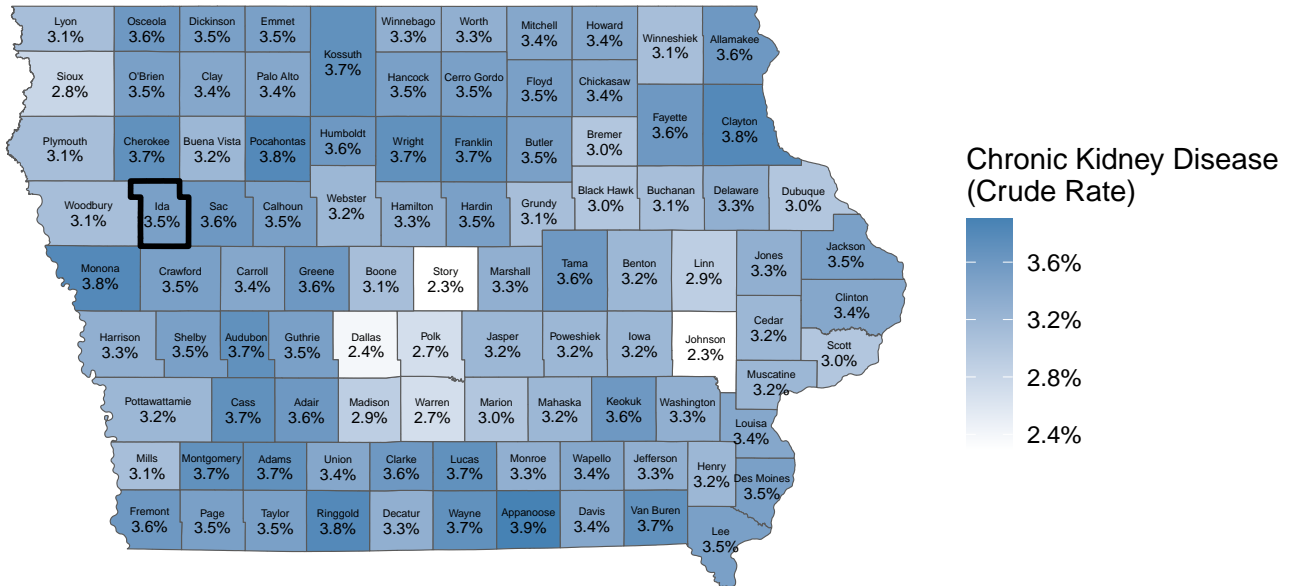 Lyon
3.1%
Osceola
3.6%
Dickinson
3.5%
Emmet
3.5%
Kossuth
3.7%
Winnebago
3.3%
Worth
3.3%
Mitchell
3.4%
Howard
3.4%
Winneshiek
3.1%
Allamakee
3.6%
Sioux
2.8%
O'Brien
3.5%
Clay
3.4%
Palo Alto
3.4%
Hancock
3.5%
Cerro Gordo
3.5%
Floyd
3.5%
Chickasaw
3.4%
Fayette
3.6%
Clayton
3.8%
Plymouth
3.1%
Cherokee
3.7%
Buena Vista
3.2%
Pocahontas
3.8%
Humboldt
3.6%
Wright
3.7%
Franklin
3.7%
Butler
3.5%
Bremer
3.0%
Woodbury
3.1%
Ida
3.5%
Sac
3.6%
Calhoun
3.5%
Webster
3.2%
Hamilton
3.3%
Hardin
3.5%
Grundy
3.1%
Black Hawk
3.0%
Buchanan
3.1%
Delaware
3.3%
Dubuque
3.0%
Monona
3.8%
Crawford
3.5%
Carroll
3.4%
Greene
3.6%
Boone
3.1%
Story
2.3%
Marshall
3.3%
Tama
3.6%
Benton
3.2%
Linn
2.9%
Jones
3.3%
Jackson
3.5%
Clinton
3.4%
Harrison
3.3%
Shelby
3.5%
Audubon
3.7%
Guthrie
3.5%
Dallas
2.4%
Polk
2.7%
Jasper
3.2%
Poweshiek
3.2%
Iowa
3.2%
Johnson
2.3%
Cedar
3.2%
Scott
3.0%
Muscatine
3.2%
Pottawattamie
3.2%
Cass
3.7%
Adair
3.6%
Madison
2.9%
Warren
2.7%
Marion
3.0%
Mahaska
3.2%
Keokuk
3.6%
Washington
3.3%
Louisa
3.4%
Mills
3.1%
Montgomery
3.7%
Adams
3.7%
Union
3.4%
Clarke
3.6%
Lucas
3.7%
Monroe
3.3%
Wapello
3.4%
Jefferson
3.3%
Henry
3.2%
Des Moines
3.5%
Fremont
3.6%
Page
3.5%
Taylor
3.5%
Ringgold
3.8%
Decatur
3.3%
Wayne
3.7%
Appanoose
3.9%
Davis
3.4%
Van Buren
3.7%
Lee
3.5%
Chronic Kidney Disease
(Crude Rate)
3.6%
3.2%
2.8%
2.4%